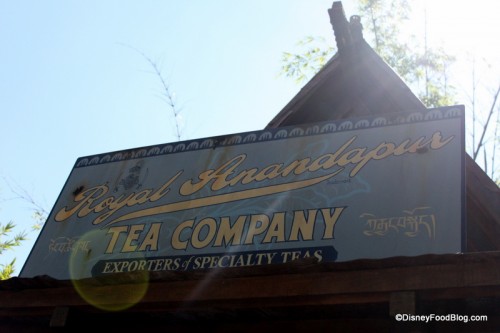 Royal Anandapur
TEA COMPANY
EXPORTERS of SPECIALTY TEAS
©DisneyFoodBlog.com